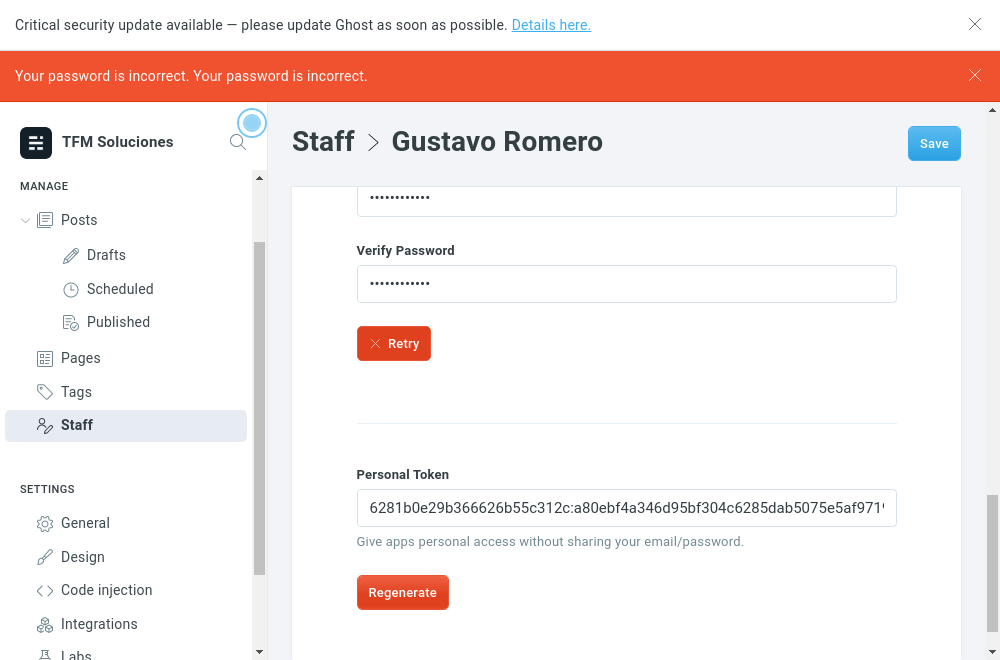 Critical security update available — please update Ghost as soon as possible. Details here.
Your password is incorrect. Your password is incorrect.
TFM Soluciones
MANAGE
Posts
Drafts
Scheduled
Published
Pages
Tags
Staff
SETTINGS
General
Design
Code injection
Integrations
Labs
Staff > Gustavo Romero
Save
••••••••••••
Verify Password
••••••••••••
Retry
Personal Token
6281b0e29b366626b55c312c:a80ebf4a346d95bf304c6285dab5075e5af971
Give apps personal access without sharing your email/password.
Regenerate